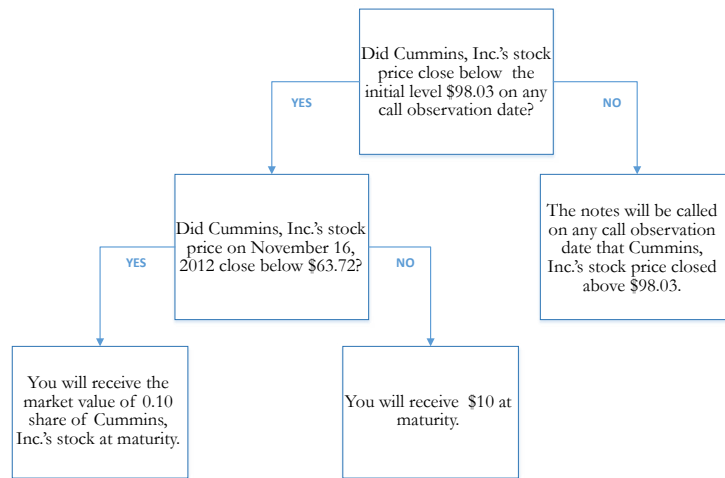 Did Cummins, Inc.'s stock
price close below the
initial level $98.03 on any
call observation date?
YES
NO
Did Cummins, Inc.'s stock
price on November 16,
2012 close below $63.72?
The notes will be called
on any call observation
date that Cummins,
Inc.'s stock price closed
above $98.03.
YES
NO
You will receive the
market value of 0.10
share of Cummins,
Inc.'s stock at maturity.
You will receive $10 at
maturity.